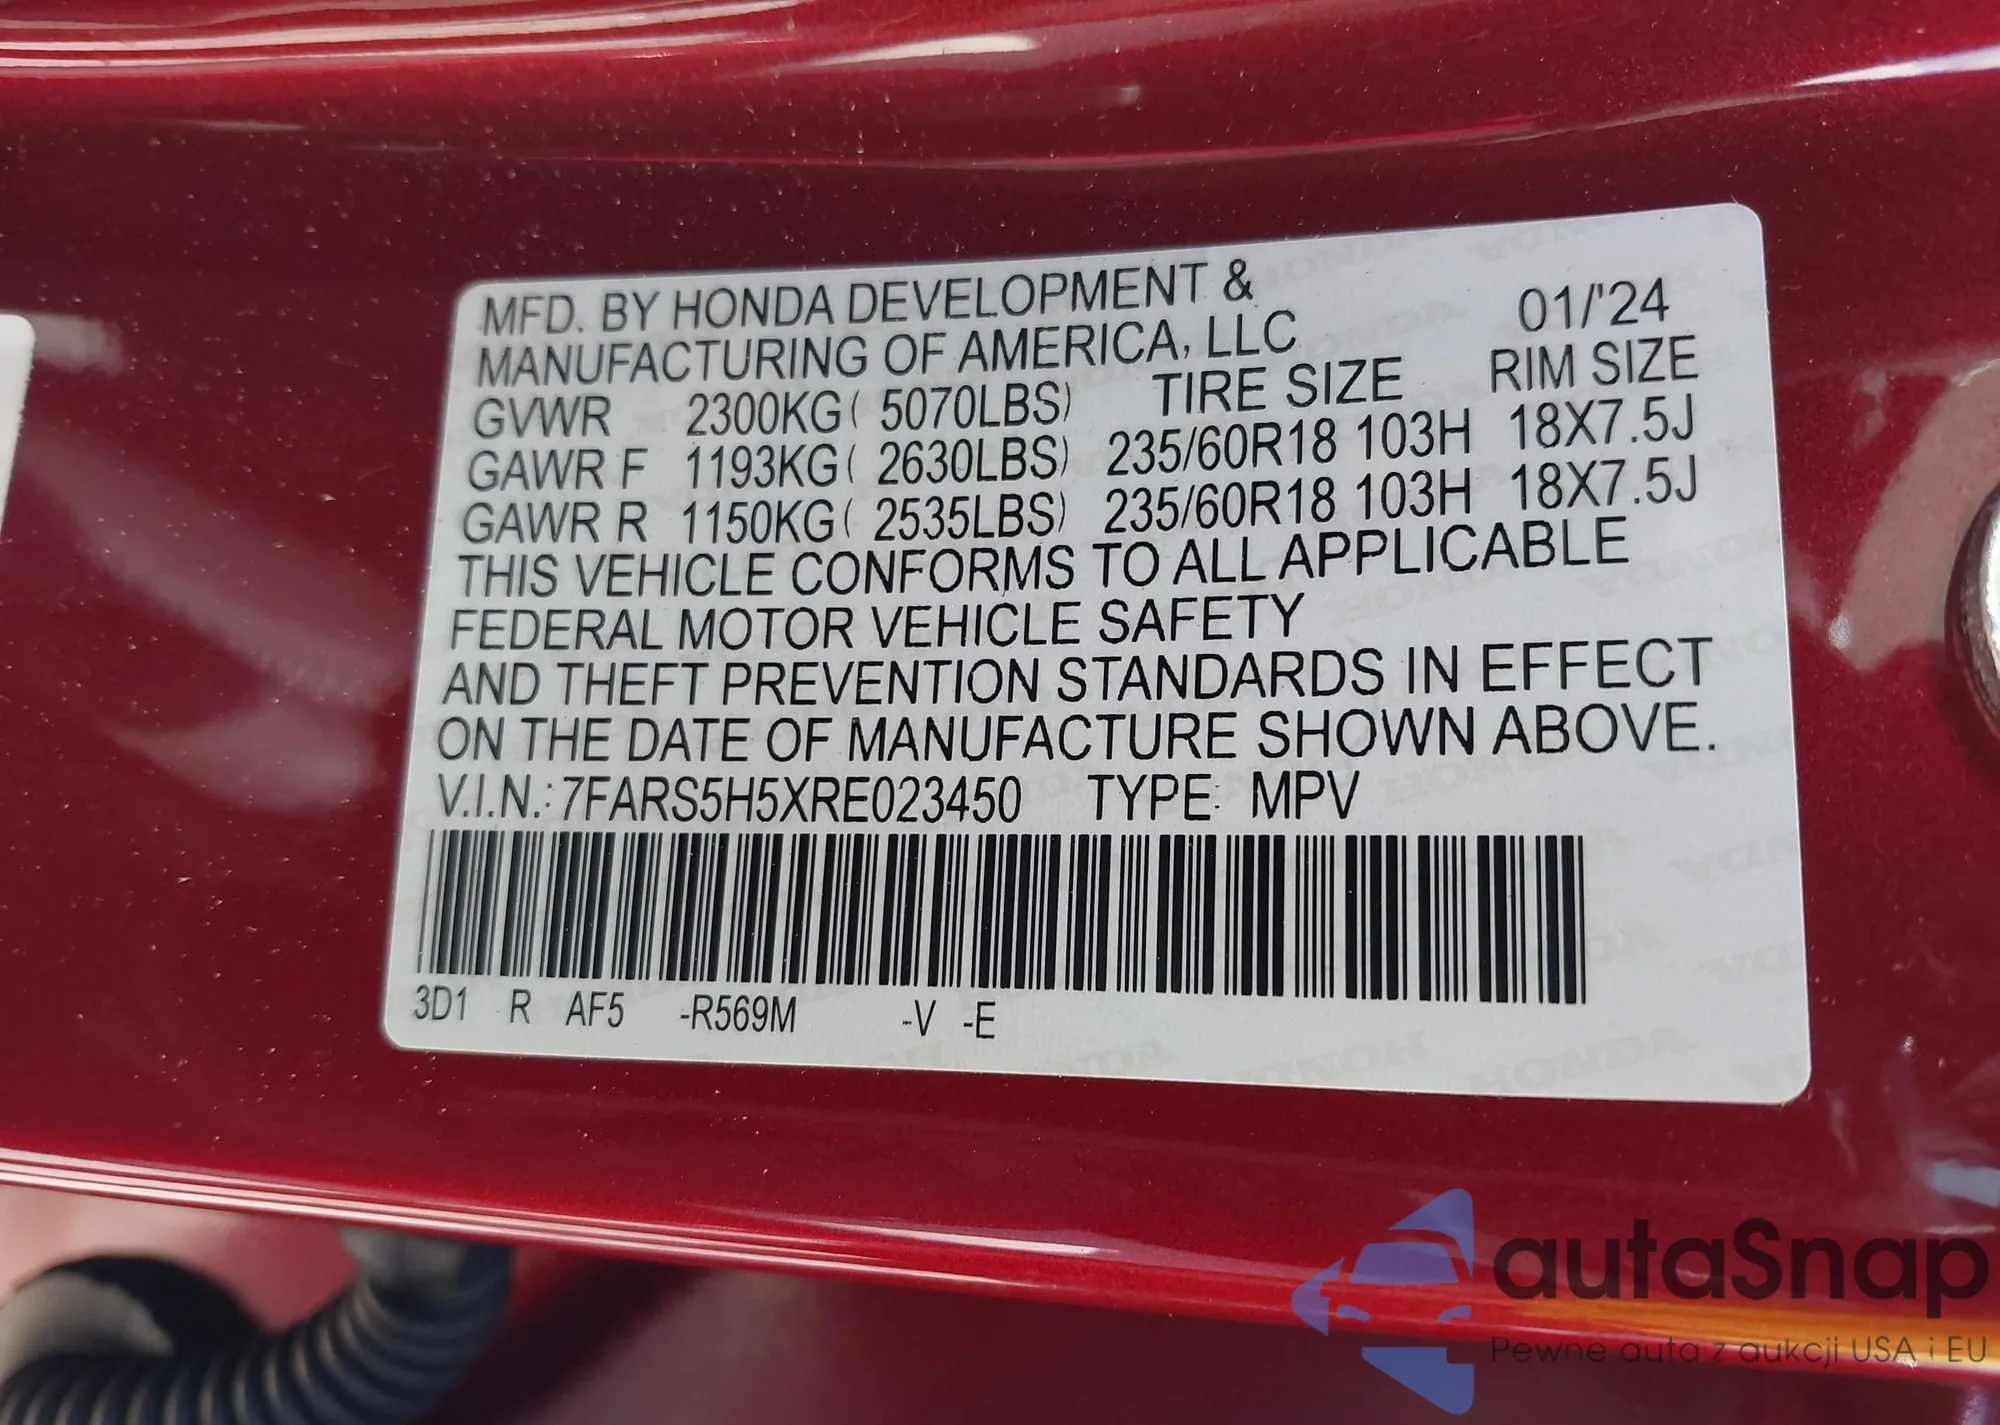 MFD. BY HONDA DEVELOPMENT &
MANUFACTURING OF AMERICA, LLC 01/'24
GVWR 2300KG( 5070LBS) TIRE SIZE RIM SIZE
GAWR F 1193KG( 2630LBS) 235/60R18 103H 18X7.5J
GAWR R 1150KG( 2535LBS) 235/60R18 103H 18X7.5J
THIS VEHICLE CONFORMS TO ALL APPLICABLE
FEDERAL MOTOR VEHICLE SAFETY
AND THEFT PREVENTION STANDARDS IN EFFECT
ON THE DATE OF MANUFACTURE SHOWN ABOVE.
V.I.N.: 7FARS5H5XRE023450 TYPE: MPV
3D1 R AF5 -R569M -V -E
autaSnap
Pewne auta z aukcji USA i EU